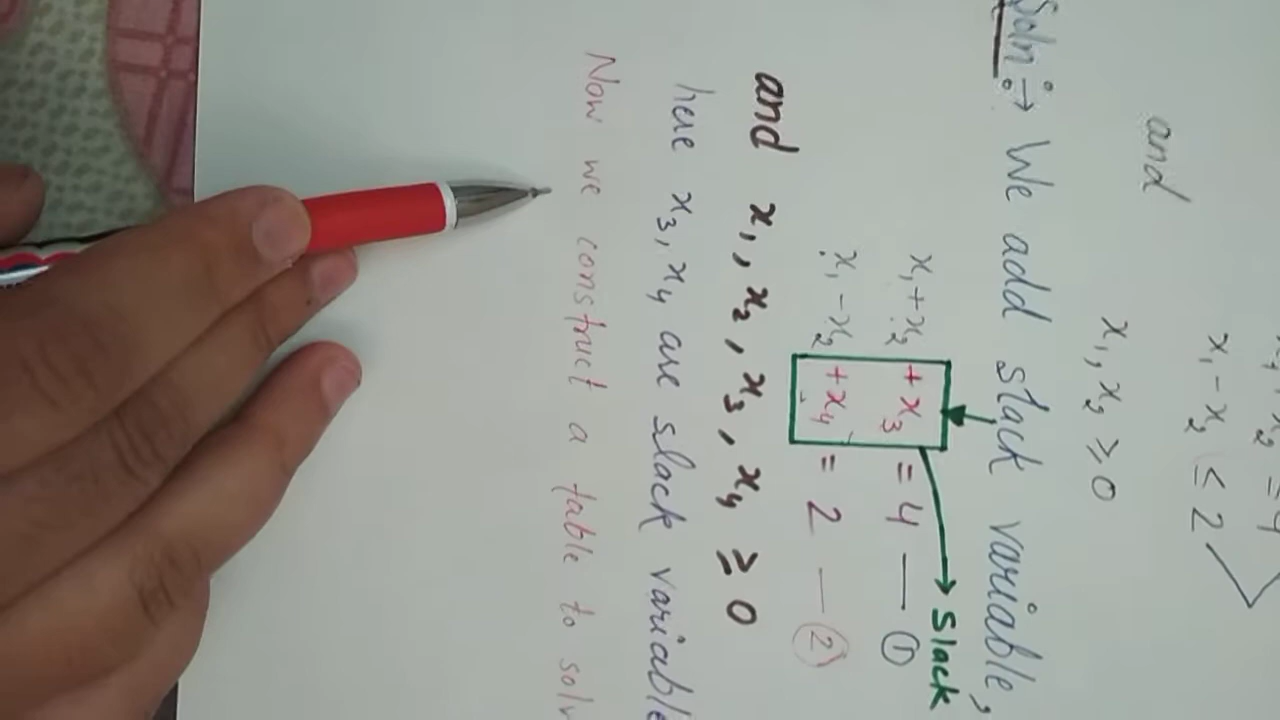 x₁ - x₂ ≤ 2
and x₁, x₂ ≥ 0
Soln:→ We add slack variable,
x₁ + x₂ + x₃ = 4 — ①
Slack
x₁ - x₂ + x₄ = 2 — ②
and x₁, x₂, x₃, x₄ ≥ 0
here x₃, x₄ are slack variable
Now we construct a table to solv